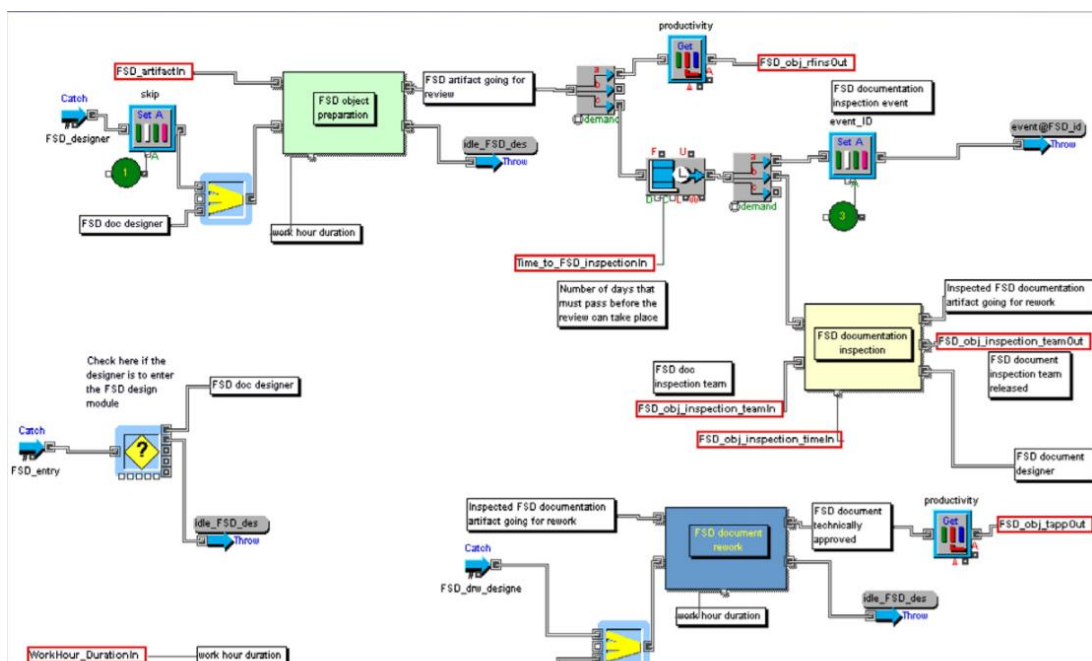 productivity
Get
A
FSD_obj_rfinsOut
FSD_artifactIn
skip
Catch
Set A
A
FSD_designer
1
FSD object
preparation
FSD artifact going for
review
a
b
c
demand
idle_FSD_des
Throw
FSD doc designer
work hour duration
FSD documentation
inspection event
event_ID
Set A
A
3
event@FSD_id
Throw
F
U
D
C
L
W
a
b
c
demand
Time_to_FSD_inspectionIn
Number of days that
must pass before the
review can take place
Inspected FSD documentation
artifact going for rework
FSD documentation
inspection
FSD_obj_inspection_teamOut
FSD document
inspection team
released
FSD doc
inspection team
FSD_obj_inspection_teamIn
FSD_obj_inspection_timeIn
FSD document
designer
Check here if the
designer is to enter
the FSD design
module
FSD doc designer
Catch
?
FSD_entry
idle_FSD_des
Throw
Inspected FSD documentation
artifact going for rework
FSD document
rework
FSD document
technically
approved
productivity
Get
A
FSD_obj_tappOut
Catch
FSD_drw_designe
work hour duration
idle_FSD_des
Throw
WorkHour_DurationIn
work hour duration